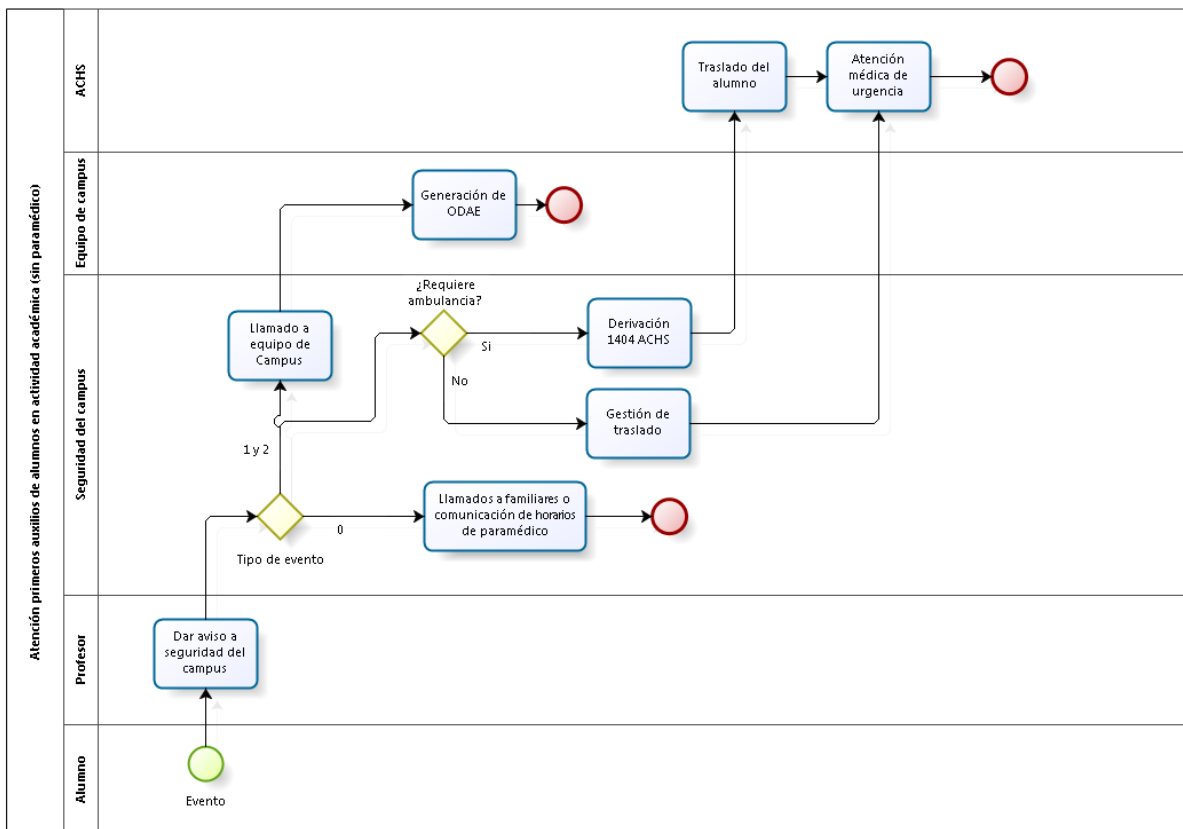 Atención primeros auxilios de alumnos en actividad académica (sin paramédico)
ACHS
Traslado del
alumno
Atención
médica de
urgencia
Equipo de campus
Generación de
ODAE
Seguridad del campus
¿Requiere
ambulancia?
Llamado a
equipo de
Campus
Si
Derivación
1404 ACHS
No
Gestión de
traslado
1 y 2
Llamados a familiares o
comunicación de horarios
de paramédico
0
Tipo de evento
Profesor
Dar aviso a
seguridad del
campus
Alumno
Evento